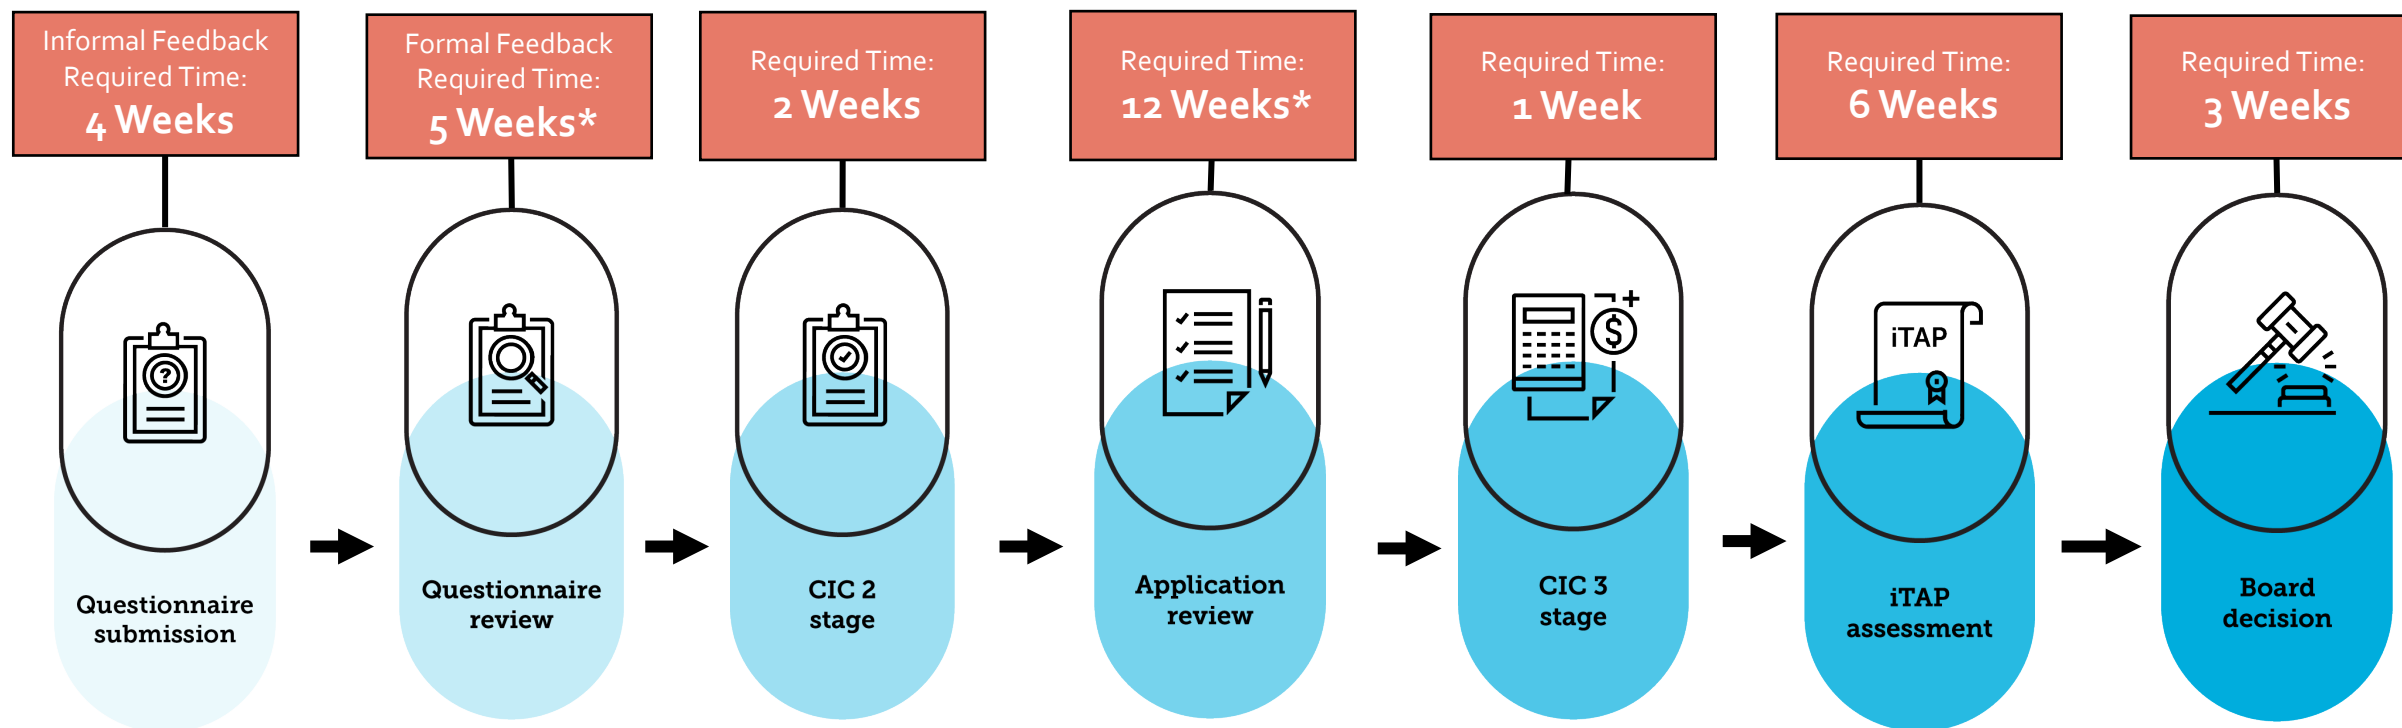 Informal Feedback
Required Time:
4 Weeks
Formal Feedback
Required Time:
5 Weeks*
Required Time:
2 Weeks
Required Time:
12 Weeks*
Required Time:
1 Week
Required Time:
6 Weeks
Required Time:
3 Weeks
?
$
iTAP
Questionnaire
submission
Questionnaire
review
CIC 2
stage
Application
review
CIC 3
stage
iTAP
assessment
Board
decision